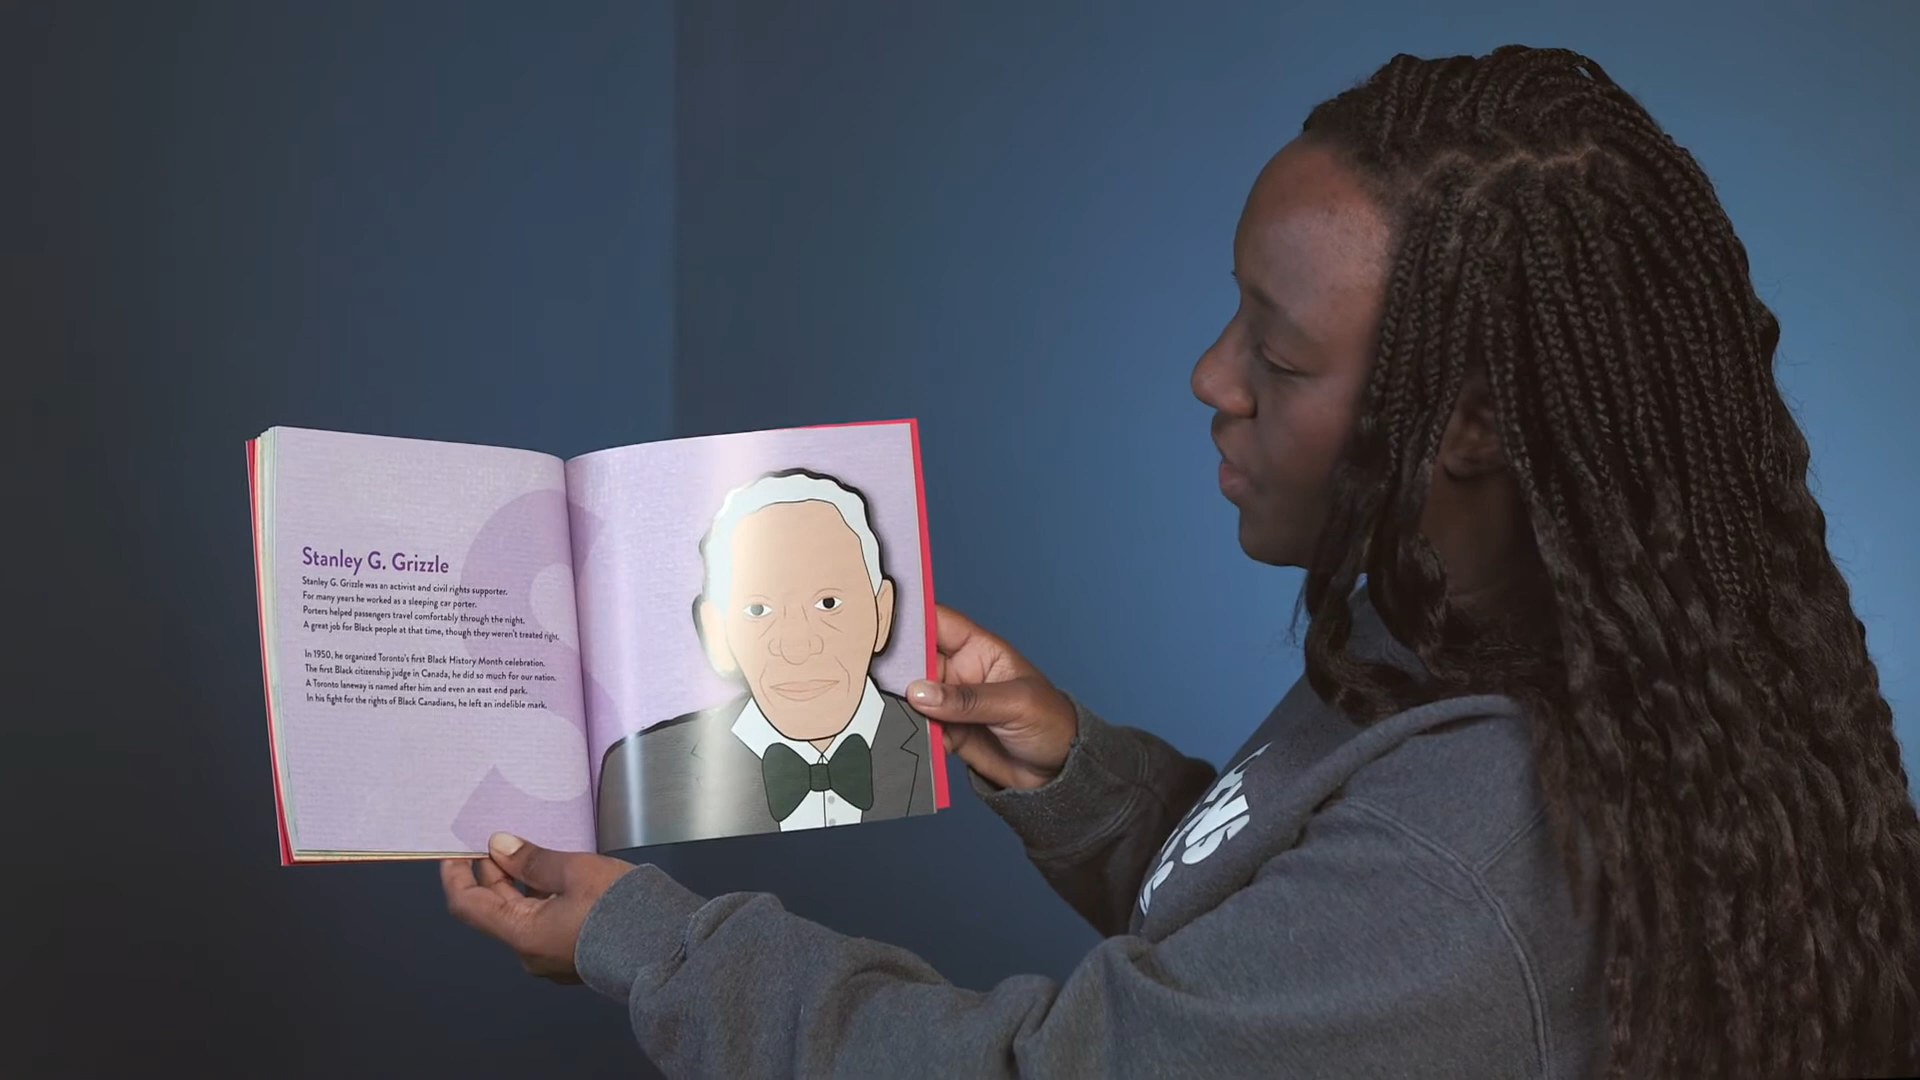 Stanley G. Grizzle
Stanley G. Grizzle was an activist and civil rights supporter.
For many years he worked as a sleeping car porter.
Porters helped passengers travel comfortably through the night.
A great job for Black people at that time, though they weren't treated right.
In 1950, he organized Toronto's first Black History Month celebration.
The first Black citizenship judge in Canada, he did so much for our nation.
A Toronto laneway is named after him and even an east end park.
In his fight for the rights of Black Canadians, he left an indelible mark.